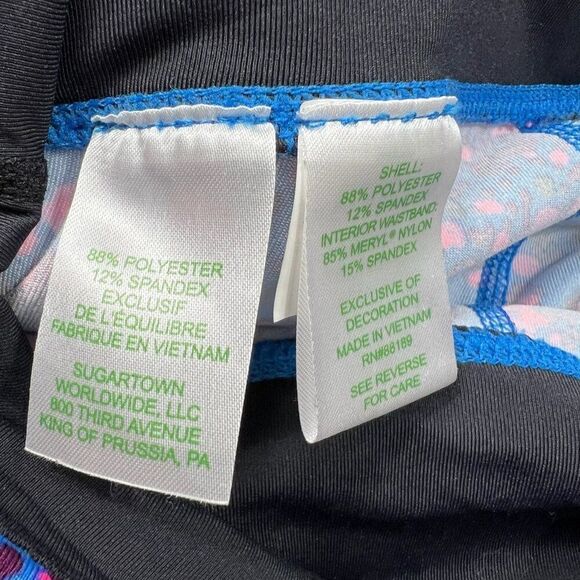 88% POLYESTER
12% SPANDEX
EXCLUSIF
DE L'ÉQUILIBRE
FABRIQUE EN VIETNAM
SUGARTOWN
WORLDWIDE, LLC
800 THIRD AVENUE
KING OF PRUSSIA, PA
SHELL:
88% POLYESTER
12% SPANDEX
INTERIOR WAISTBAND:
85% MERYL® NYLON
15% SPANDEX
EXCLUSIVE OF
DECORATION
MADE IN VIETNAM
RN#88189
SEE REVERSE
FOR CARE